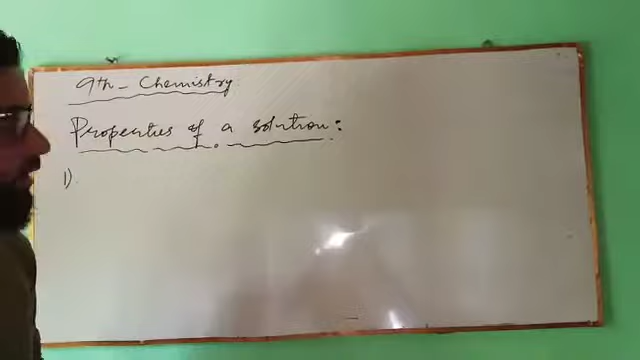 9th - Chemistry
Properties of a solution:
1)